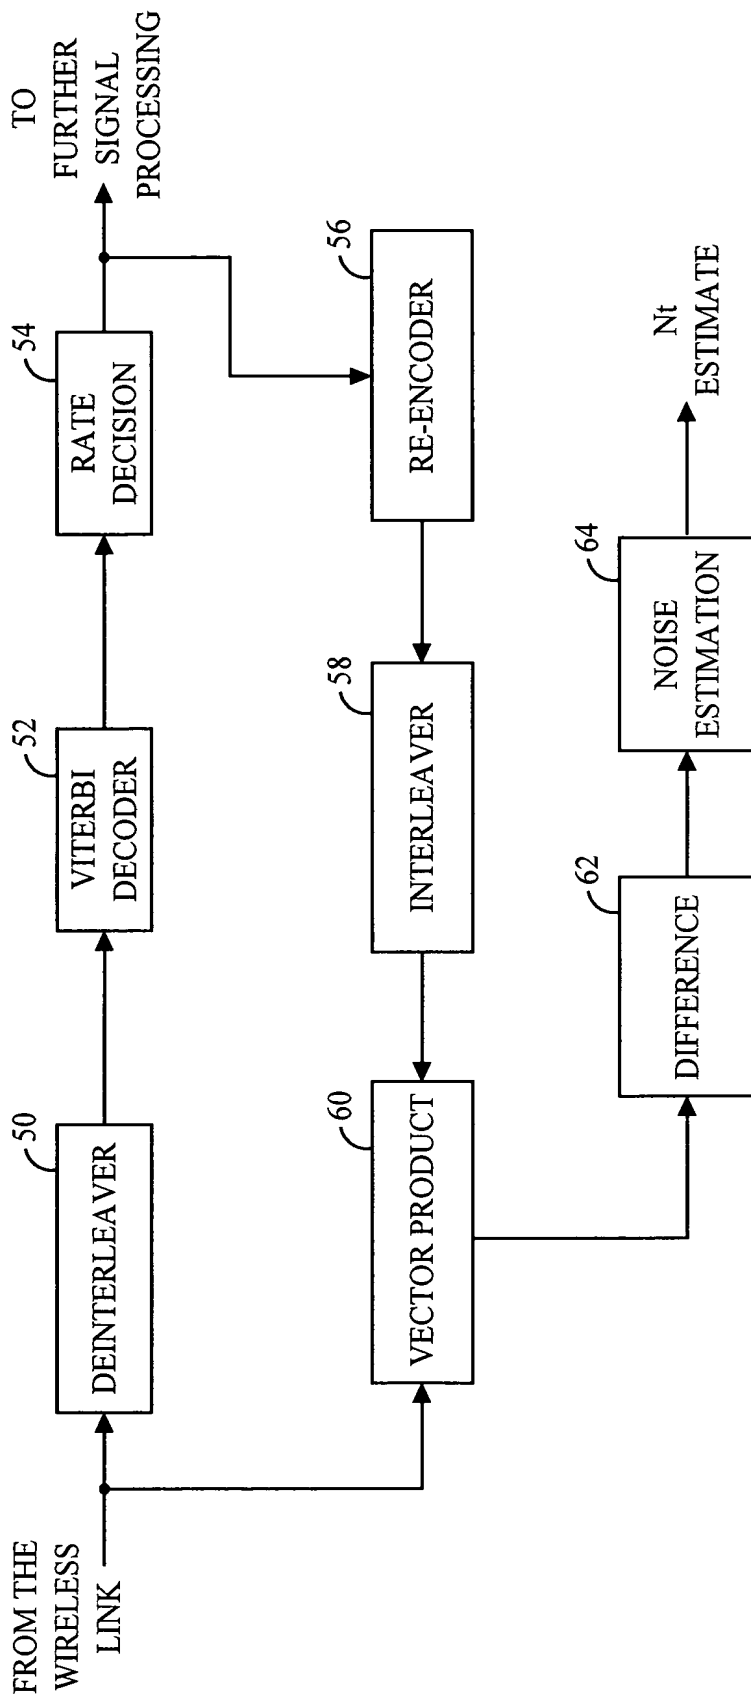 FROM THE
WIRELESS
LINK
50
DEINTERLEAVER
52
VITERBI
DECODER
54
RATE
DECISION
TO
FURTHER
SIGNAL
PROCESSING
60
VECTOR PRODUCT
58
INTERLEAVER
56
RE-ENCODER
62
DIFFERENCE
64
NOISE
ESTIMATION
Nt
ESTIMATE